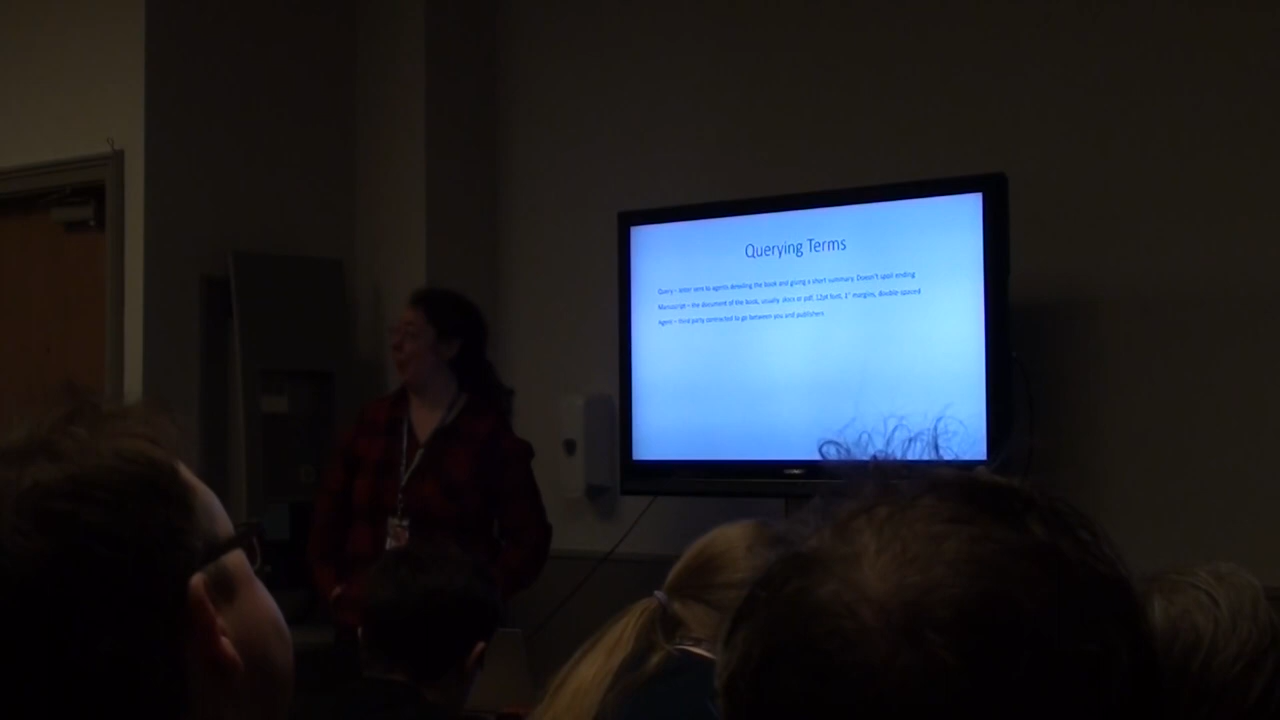 Querying Terms
Query – letter sent to agents detailing the book and giving a short summary. Doesn't spoil ending
Manuscript – the document of the book, usually .docx or pdf, 12pt font, 1" margins, double-spaced
Agent – third party contracted to go between you and publishers